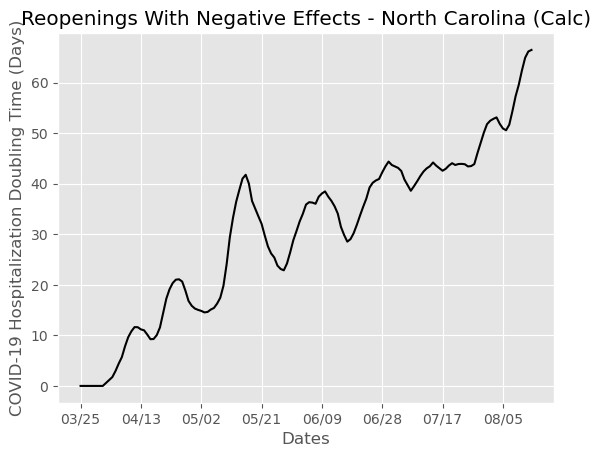 Reopenings With Negative Effects - North Carolina (Calc)
COVID-19 Hospitalization Doubling Time (Days)
60
50
40
30
20
10
0
03/25 04/13 05/02 05/21 06/09 06/28 07/17 08/05
Dates